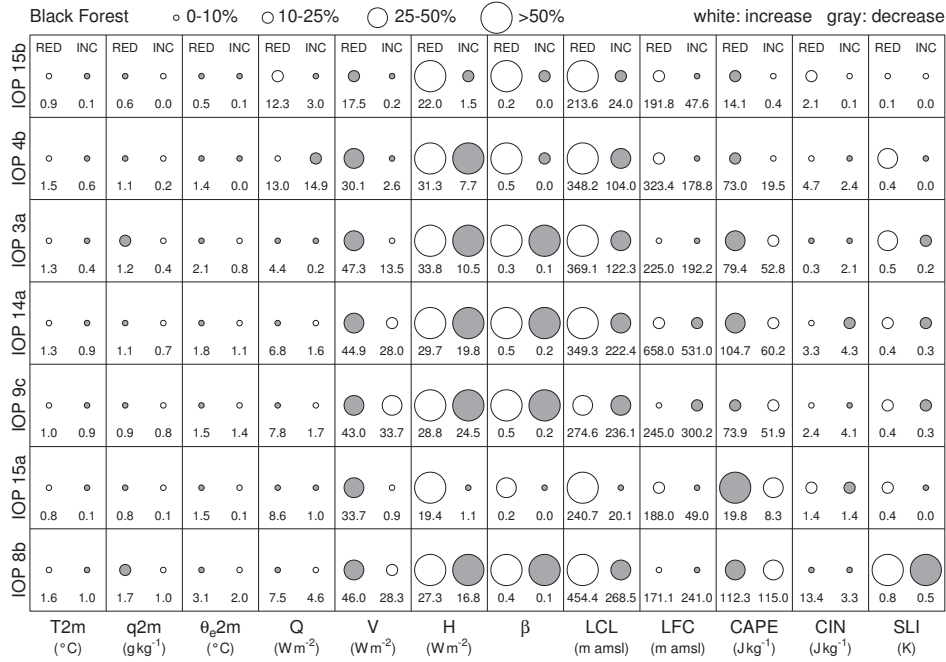 Black Forest 0-10% 10-25% 25-50% >50% white: increase gray: decrease
RED INC RED INC RED INC RED INC RED INC RED INC RED INC RED INC RED INC RED INC RED INC RED INC
IOP 15b
0.9 0.1 0.6 0.0 0.5 0.1 12.3 3.0 17.5 0.2 22.0 1.5 0.2 0.0 213.6 24.0 191.8 47.6 14.1 0.4 2.1 0.1 0.1 0.0
IOP 4b
1.5 0.6 1.1 0.2 1.4 0.0 13.0 14.9 30.1 2.6 31.3 7.7 0.5 0.0 348.2 104.0 323.4 178.8 73.0 19.5 4.7 2.4 0.4 0.0
IOP 3a
1.3 0.4 1.2 0.4 2.1 0.8 4.4 0.2 47.3 13.5 33.8 10.5 0.3 0.1 369.1 122.3 225.0 192.2 79.4 52.8 0.3 2.1 0.5 0.2
IOP 14a
1.3 0.9 1.1 0.7 1.8 1.1 6.8 1.6 44.9 28.0 29.7 19.8 0.5 0.2 349.3 222.4 658.0 531.0 104.7 60.2 3.3 4.3 0.4 0.3
IOP 9c
1.0 0.9 0.9 0.8 1.5 1.4 7.8 1.7 43.0 33.7 28.8 24.5 0.5 0.2 274.6 236.1 245.0 300.2 73.9 51.9 2.4 4.1 0.4 0.3
IOP 15a
0.8 0.1 0.8 0.1 1.5 0.1 8.6 1.0 33.7 0.9 19.4 1.1 0.2 0.0 240.7 20.1 188.0 49.0 19.8 8.3 1.4 1.4 0.4 0.0
IOP 8b
1.6 1.0 1.7 1.0 3.1 2.0 7.5 4.6 46.0 28.3 27.3 16.8 0.4 0.1 454.4 268.5 171.1 241.0 112.3 115.0 13.4 3.3 0.8 0.5
T2m q2m θe2m Q V H β LCL LFC CAPE CIN SLI
(°C) (g kg-1) (°C) (W m-2) (W m-2) (W m-2) (m amsl) (m amsl) (J kg-1) (J kg-1) (K)